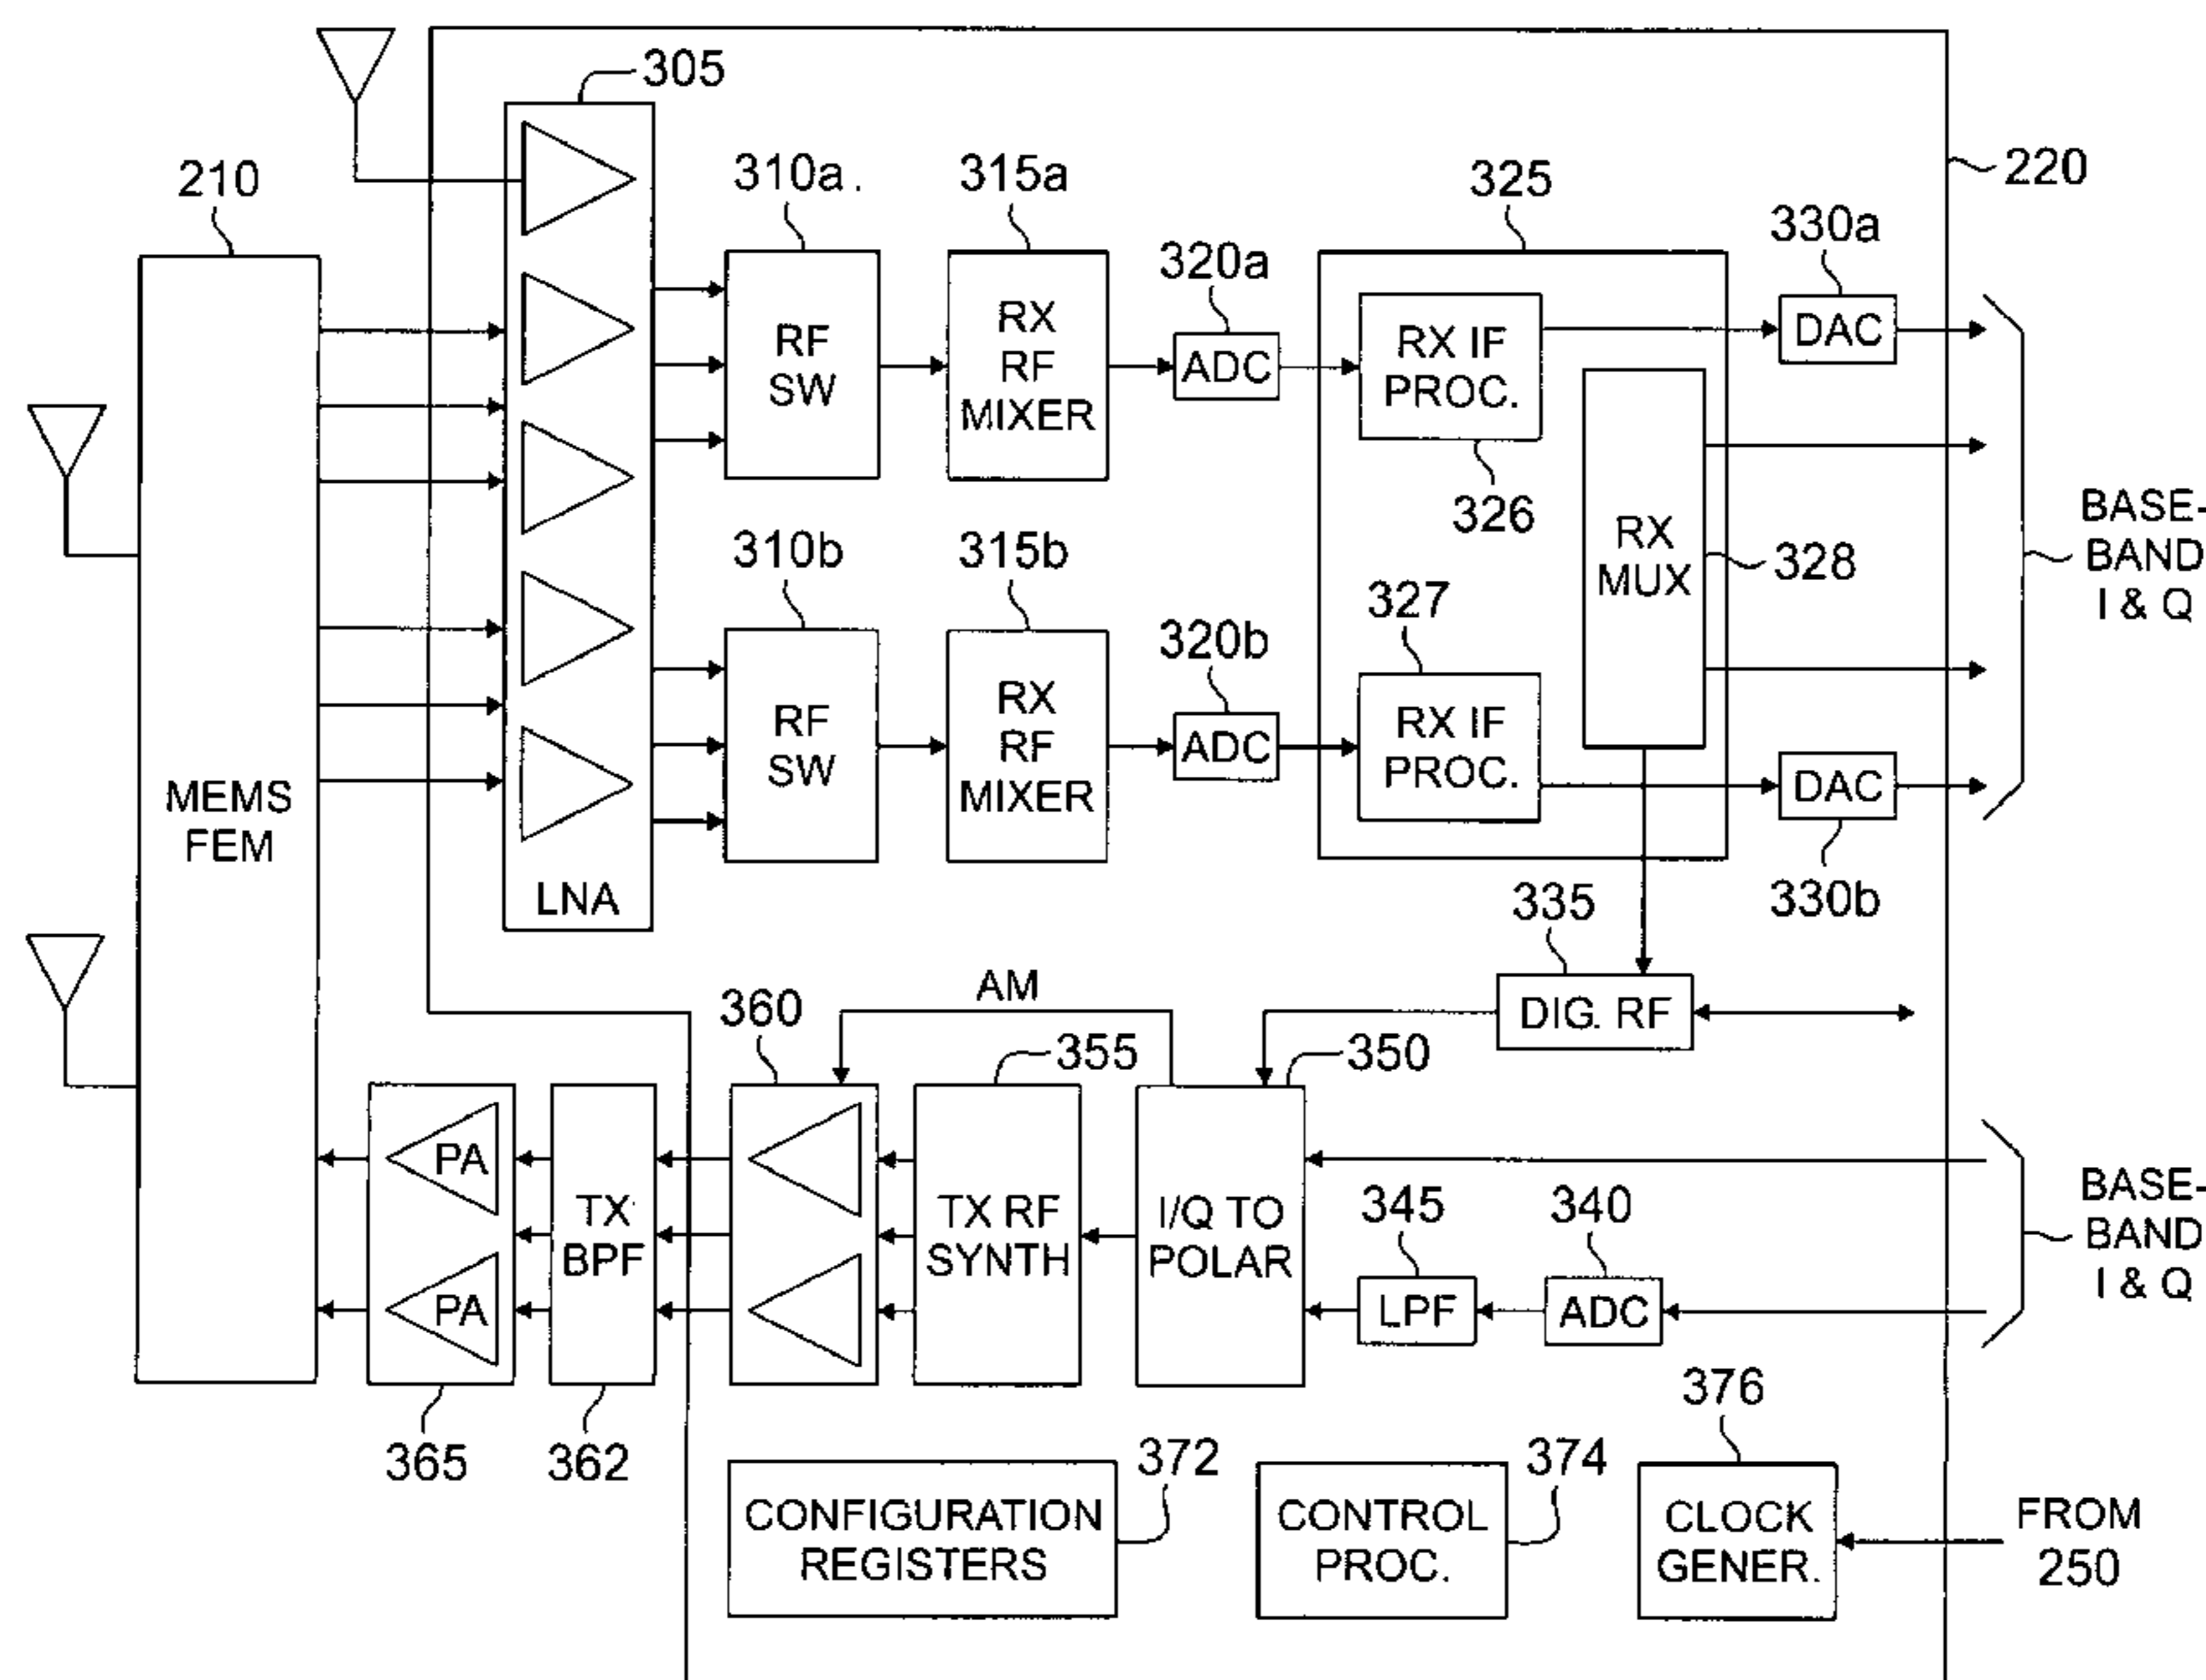 305
210
310a.
315a
325
220
330a
320a
RF
SW
RX
RF
MIXER
ADC
RX IF
PROC.
DAC
326
RX
MUX
328
BASE-
BAND
I & Q
310b
315b
327
320b
RF
SW
RX
RF
MIXER
ADC
RX IF
PROC.
DAC
MEMS
FEM
LNA
335
330b
AM
360
355
350
DIG. RF
PA
PA
TX
BPF
TX RF
SYNTH
I/Q TO
POLAR
345
340
LPF
ADC
BASE-
BAND
I & Q
376
365
362
372
374
CONFIGURATION
REGISTERS
CONTROL
PROC.
CLOCK
GENER.
FROM
250